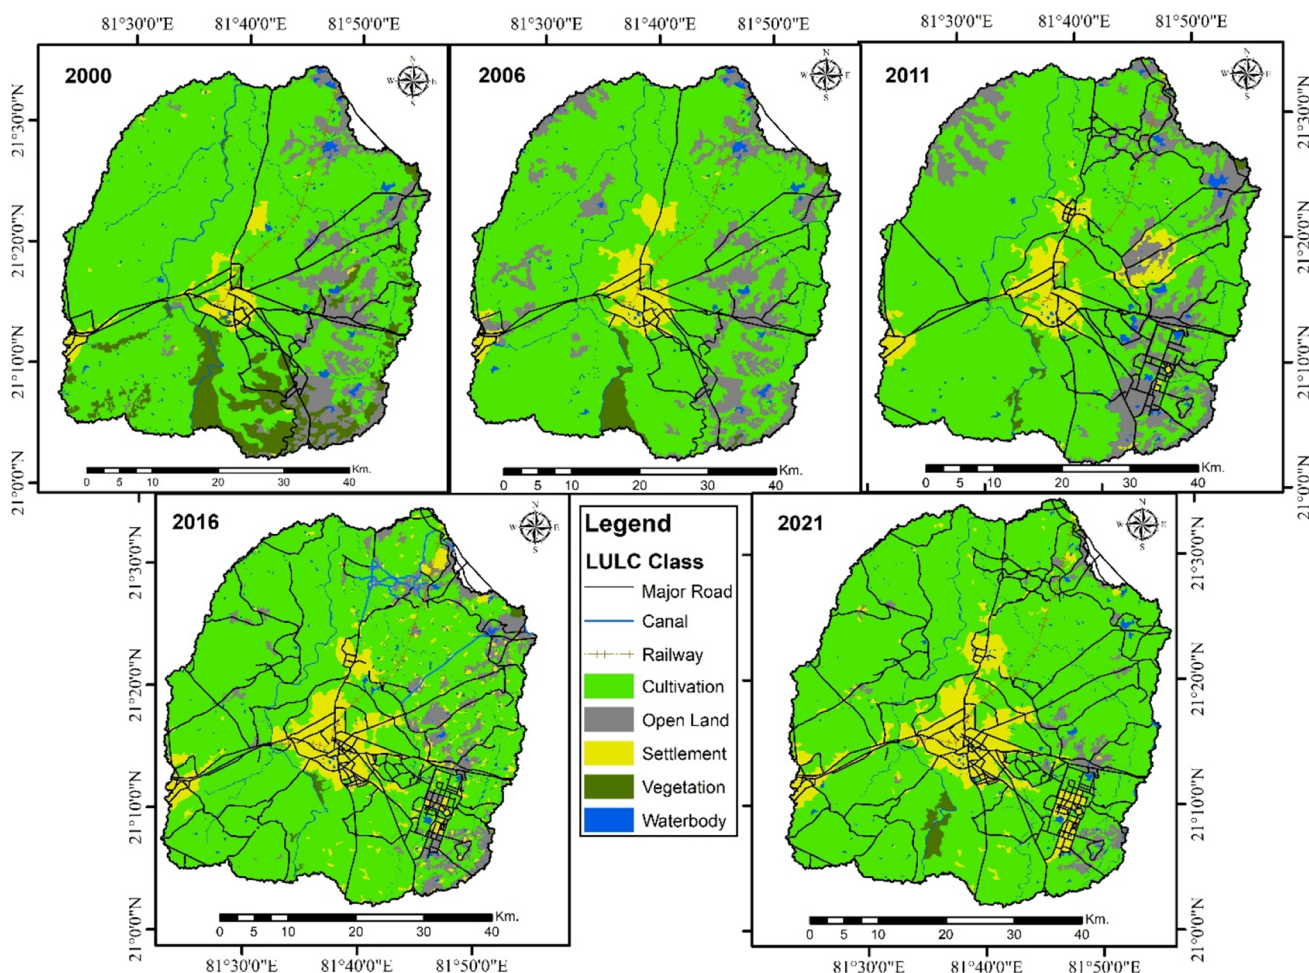 81°30'0"E 81°40'0"E 81°50'0"E
81°30'0"E 81°40'0"E 81°50'0"E
81°40'0"E 81°50'0"E
2000
N
W E
S
2006
N
W E
S
2011
N
W E
S
21°30'0"N
21°20'0"N
21°10'0"N
21°0'0"N
21°30'0"N
21°20'0"N
21°10'0"N
21°0'0"N
Km.
0 5 10 20 30 40
Km.
0 5 10 20 30 40
Km.
0 5 10 20 30 40
2016
N
W E
S
Legend
LULC Class
Major Road
Canal
Railway
Cultivation
Open Land
Settlement
Vegetation
Waterbody
2021
N
W E
S
21°30'0"N
21°20'0"N
21°10'0"N
21°0'0"N
21°30'0"N
21°20'0"N
21°10'0"N
21°0'0"N
Km.
0 5 10 20 30 40
Km.
0 5 10 20 30 40
81°30'0"E 81°40'0"E 81°50'0"E
81°30'0"E 81°40'0"E 81°50'0"E